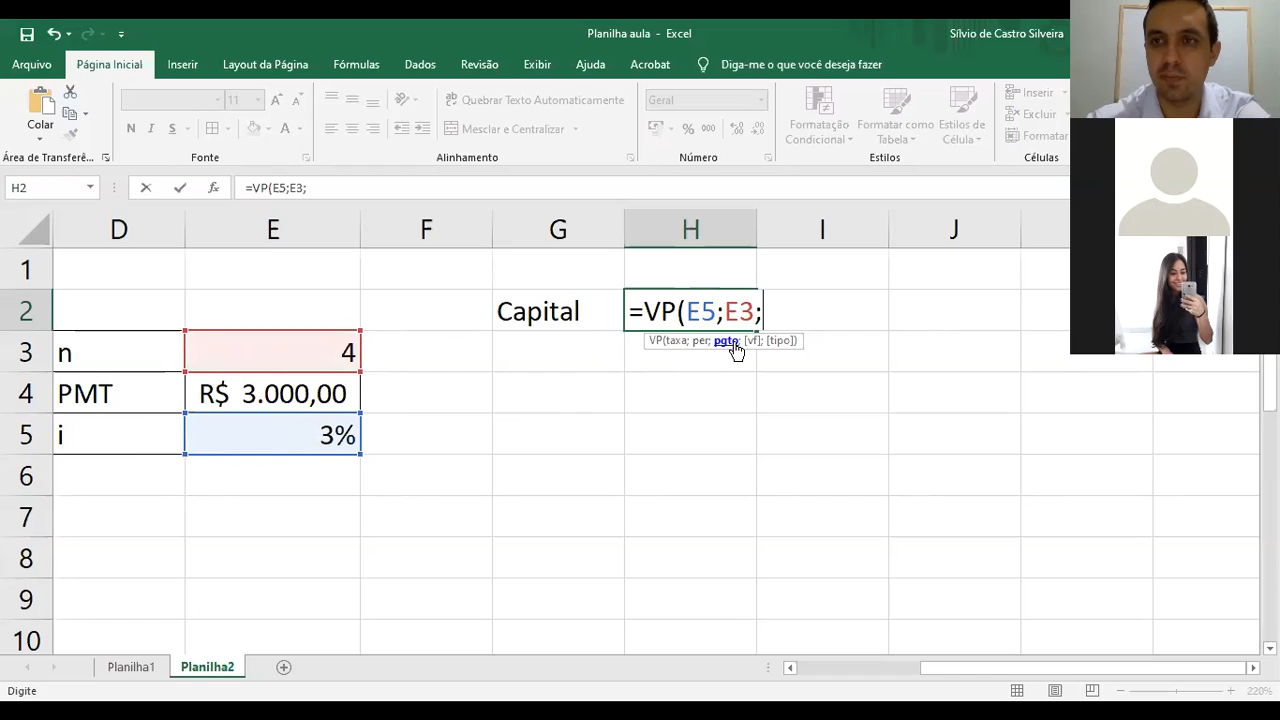 Planilha aula - Excel
Sílvio de Castro Silveira
Arquivo Página Inicial Inserir Layout da Página Fórmulas Dados Revisão Exibir Ajuda Acrobat Diga-me o que você deseja fazer
11 Quebrar Texto Automaticamente Geral Inserir
Colar Formatação Condicional Formatar como Tabela Estilos de Célula Excluir
N I S Mesclar e Centralizar % 000 Formatar
Área de Transferê... Fonte Alinhamento Número Estilos Células
H2 fx =VP(E5;E3;
D E F G H I J
1
2 Capital =VP(E5;E3;
VP(taxa; per; pgto; [vf]; [tipo])
3 n 4
4 PMT R$ 3.000,00
5 i 3%
6
7
8
9
10
Planilha1 Planilha2
Digite 220%